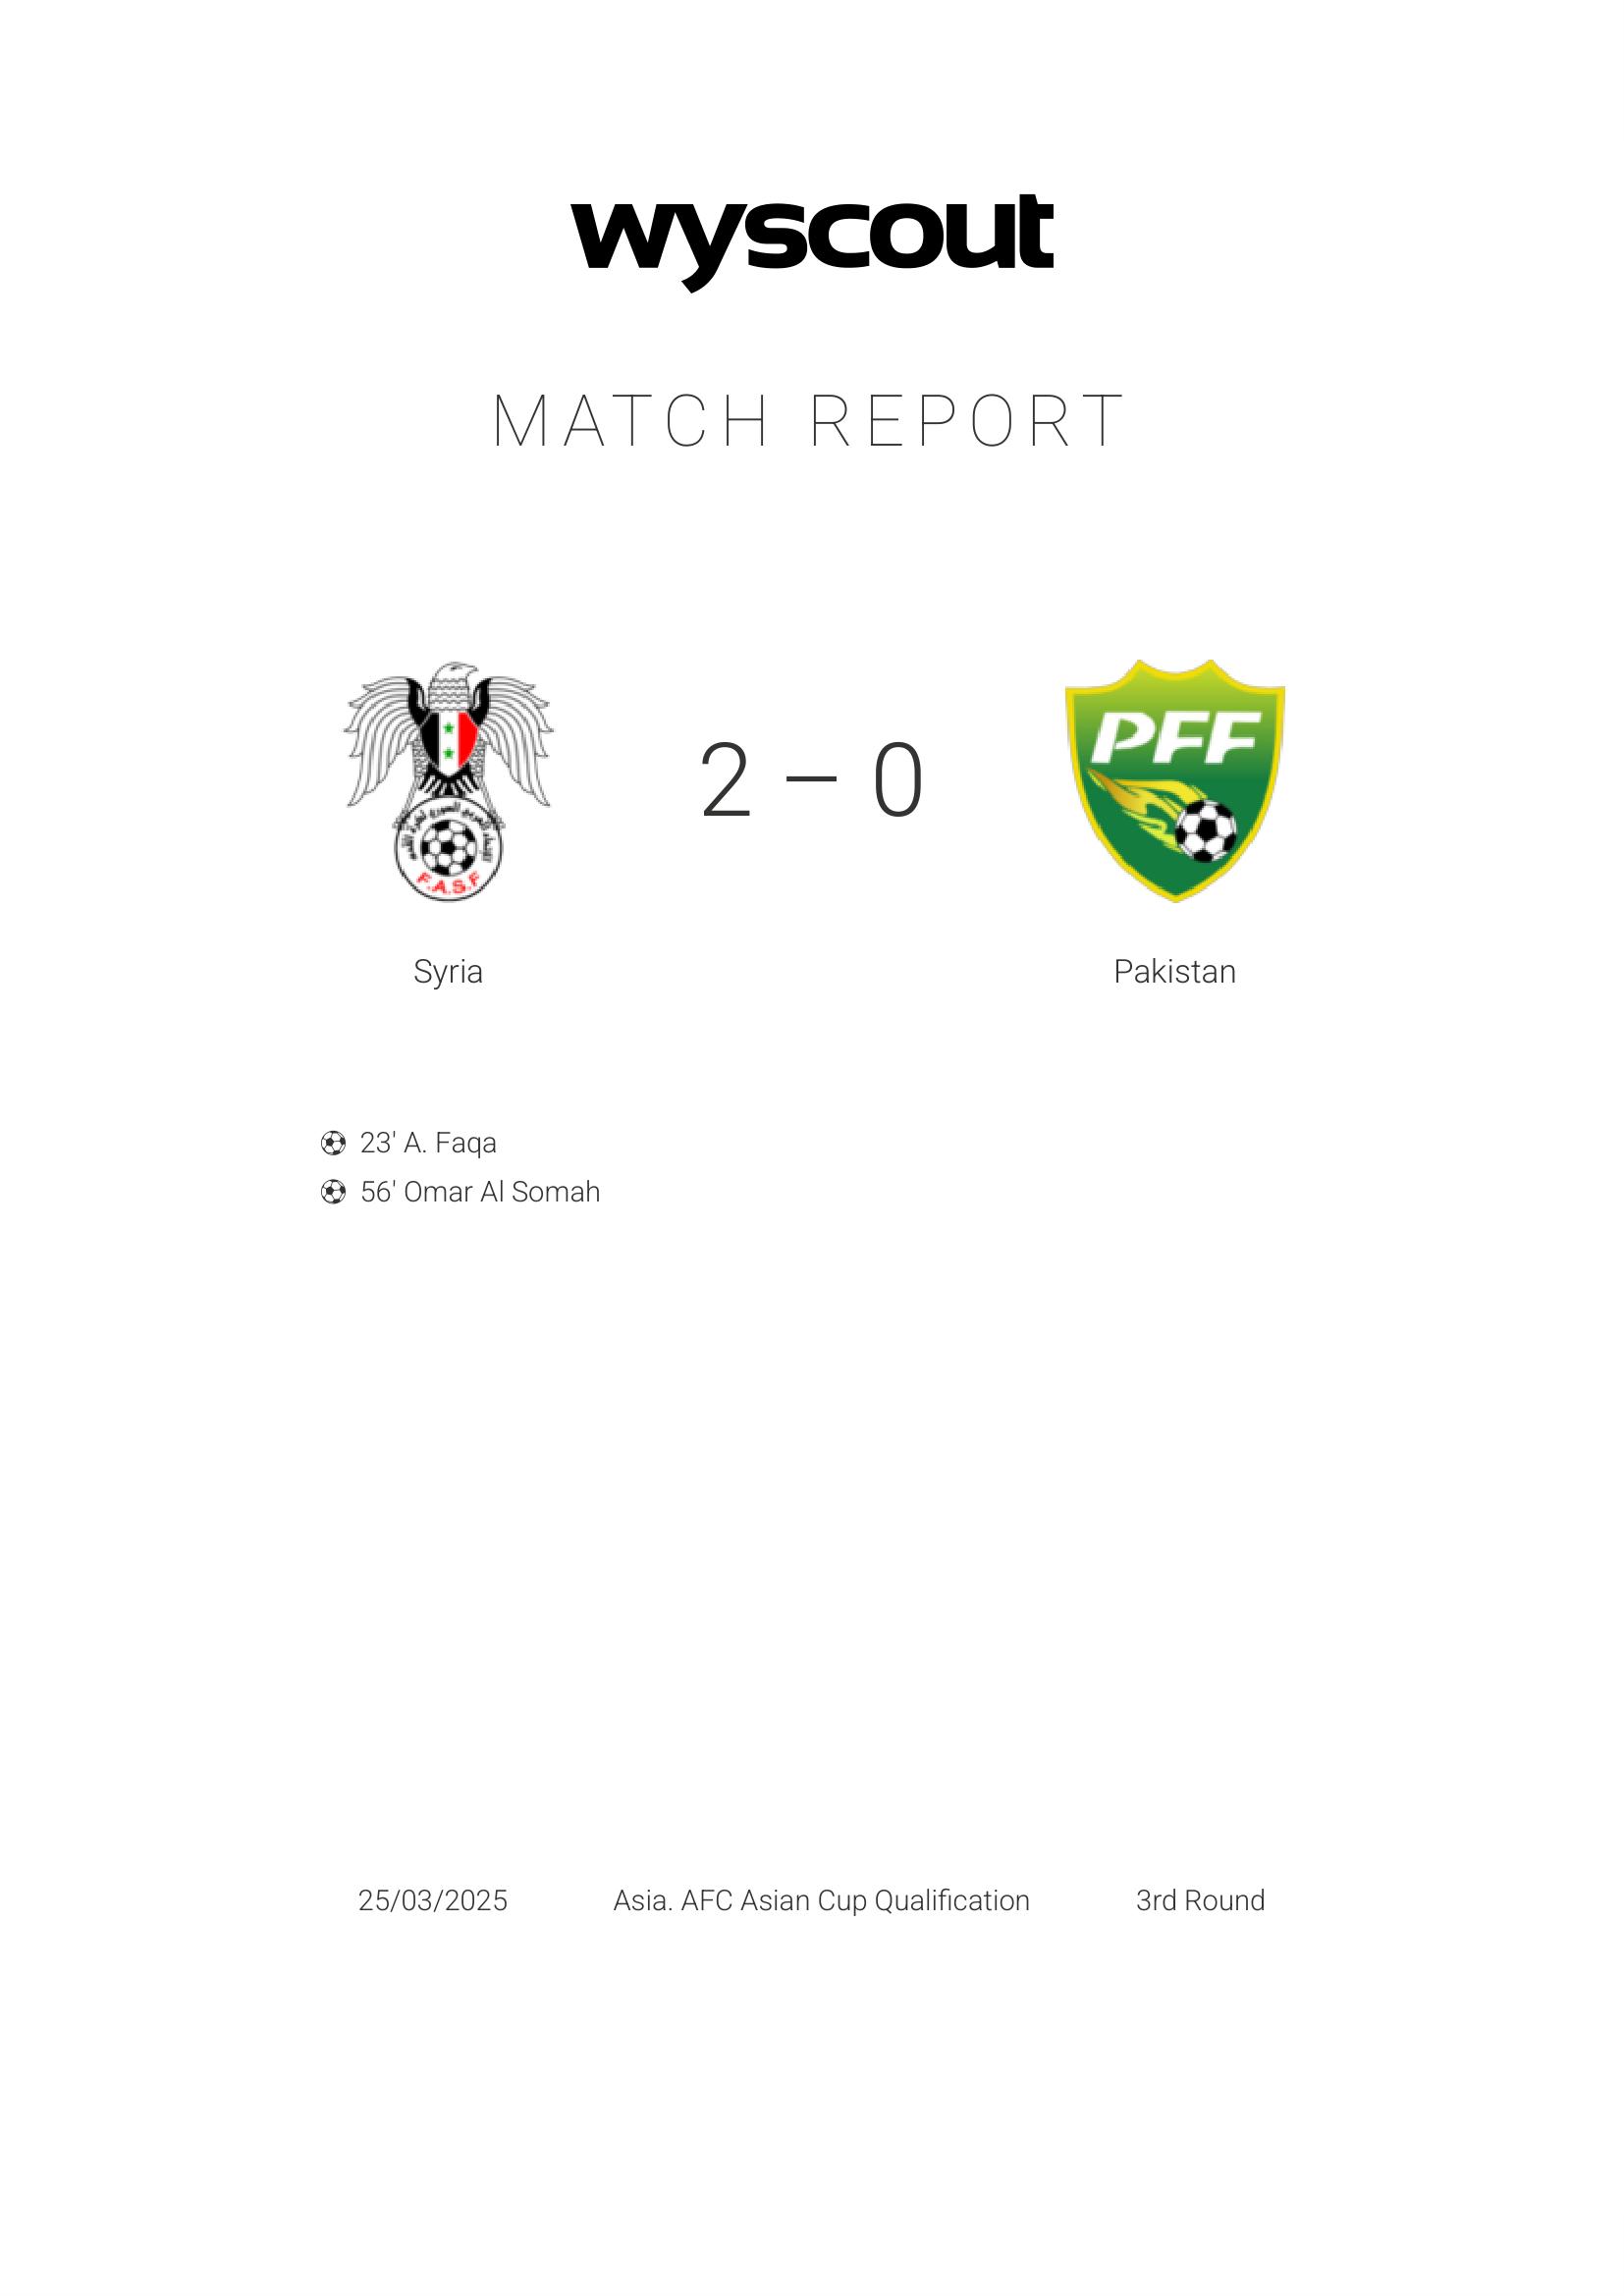 wyscout
MATCH REPORT
PFF
2 – 0
F.A.S.F
Syria
Pakistan
23' A. Faqa
56' Omar Al Somah
25/03/2025 Asia. AFC Asian Cup Qualification 3rd Round